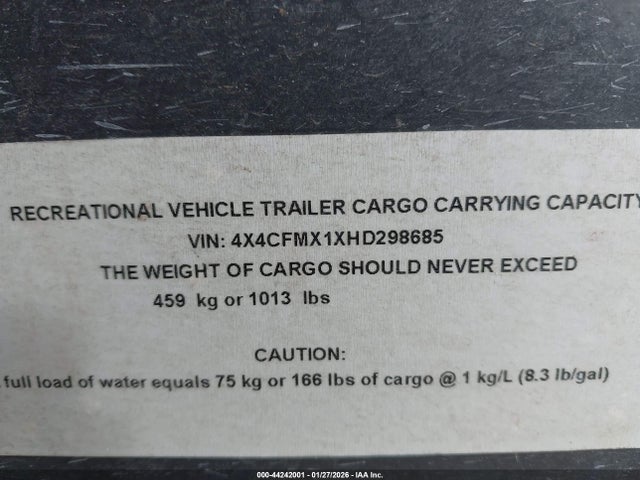 RECREATIONAL VEHICLE TRAILER CARGO CARRYING CAPACITY
VIN: 4X4CFMX1XHD298685
THE WEIGHT OF CARGO SHOULD NEVER EXCEED
459 kg or 1013 lbs
CAUTION:
full load of water equals 75 kg or 166 lbs of cargo @ 1 kg/L (8.3 lb/gal)
000-44242001 - 01/27/2026 - IAA Inc.